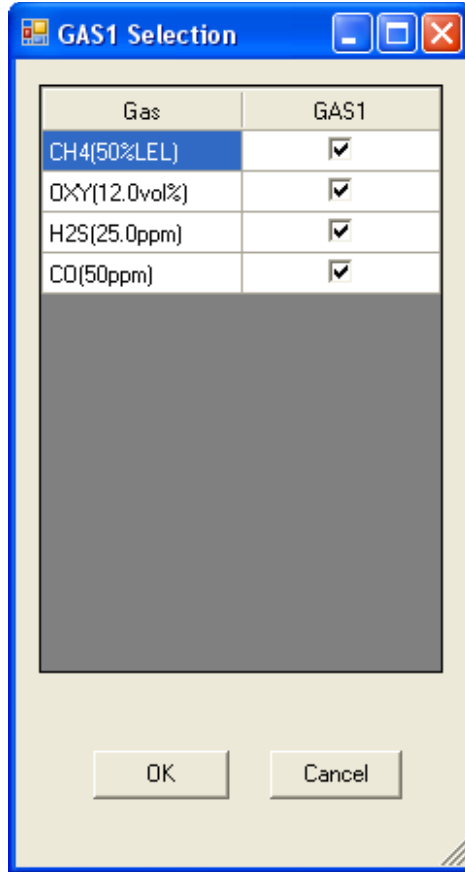 GAS1 Selection
Gas GAS1
CH4(50%LEL)
OXY(12.0vol%)
H2S(25.0ppm)
CO(50ppm)
OK Cancel